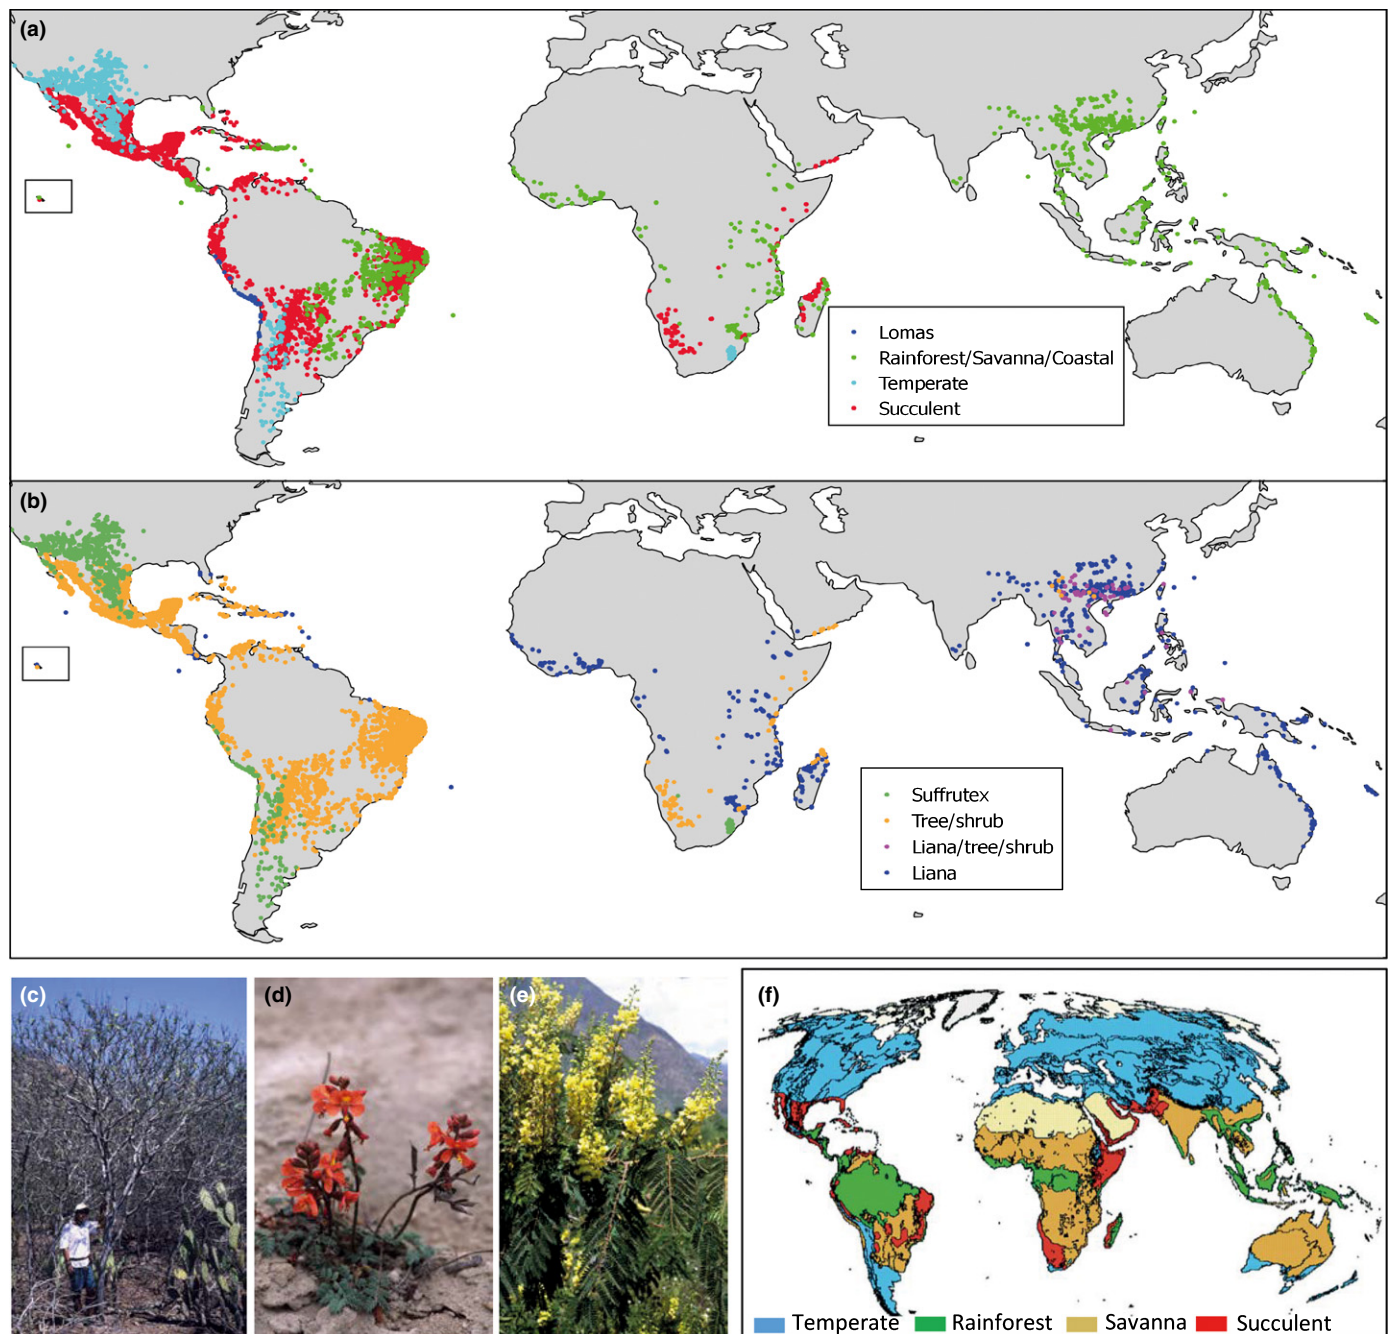 (a)
Lomas
Rainforest/Savanna/Coastal
Temperate
Succulent
(b)
Suffrutex
Tree/shrub
Liana/tree/shrub
Liana
(c)
(d)
(e)
(f)
Temperate Rainforest Savanna Succulent